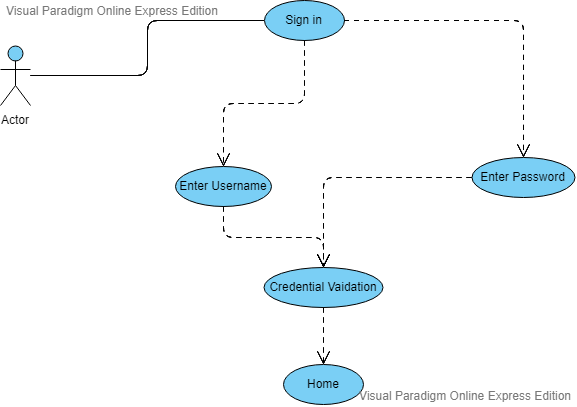 Visual Paradigm Online Express Edition
Sign in
Actor
Enter Username
Enter Password
Credential Vaidation
Home
Visual Paradigm Online Express Edition